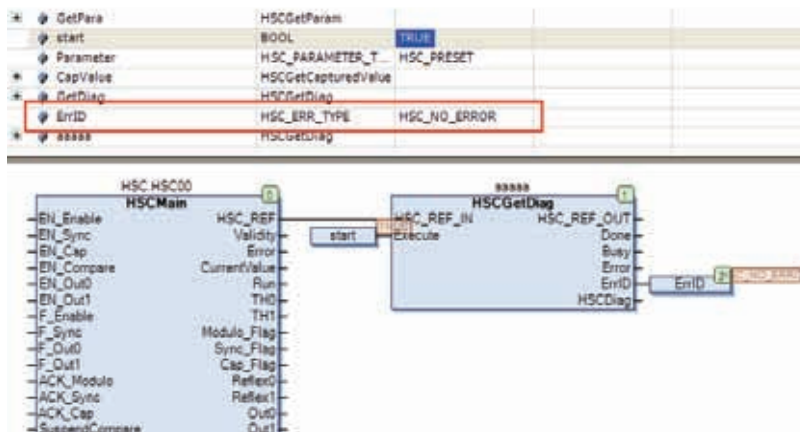 GetPara HSCGetParam
start BOOL TRUE
Parameter HSC_PARAMETER_T... HSC_PRESET
CapValue HSCGetCapturedValue
GetDiag HSCGetDiag
ErrID HSC_ERR_TYPE HSC_NO_ERROR
aaaaa HSCGetDiag
HSC.HSC00
0
HSCMain
EN_Enable HSC_REF
EN_Sync Validity
EN_Cap Error
EN_Compare CurrentValue
EN_Out0 Run
EN_Out1 TH0
F_Enable TH1
F_Sync Modulo_Flag
F_Out0 Sync_Flag
F_Out1 Cap_Flag
ACK_Modulo Reflex0
ACK_Sync Reflex1
ACK_Cap Out0
SuspendCompare Out1
aaaaa
1
HSCGetDiag
HSC_REF_IN HSC_REF_OUT
start Execute Done
Busy
Error
ErrID ErrID 2
HSCDiag